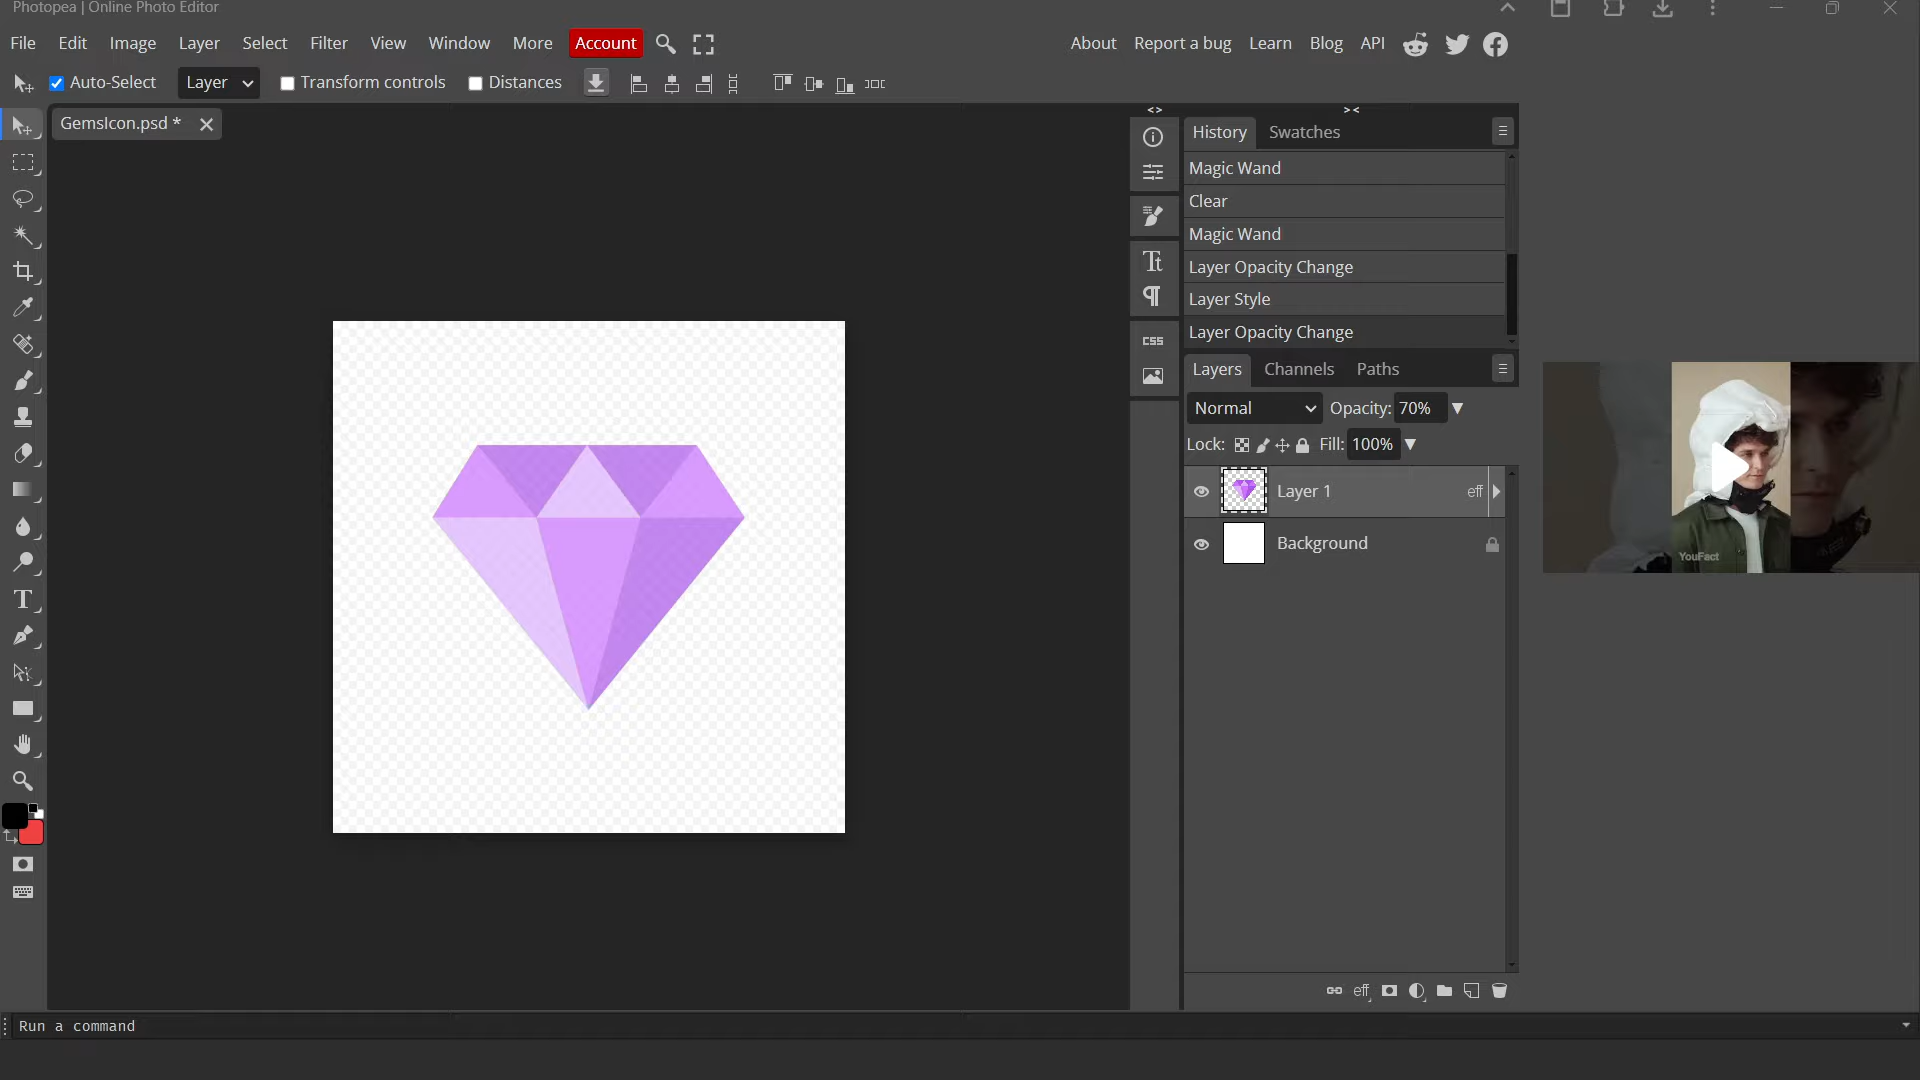 Photopea | Online Photo Editor
File Edit Image Layer Select Filter View Window More Account
About Report a bug Learn Blog API
Auto-Select Layer Transform controls Distances
GemsIcon.psd *
History Swatches
Magic Wand
Clear
Magic Wand
Layer Opacity Change
Layer Style
Layer Opacity Change
Tt
CSS
Layers Channels Paths
Normal Opacity: 70%
Lock: Fill: 100%
Layer 1 eff
Background
YouFact
eff
Run a command